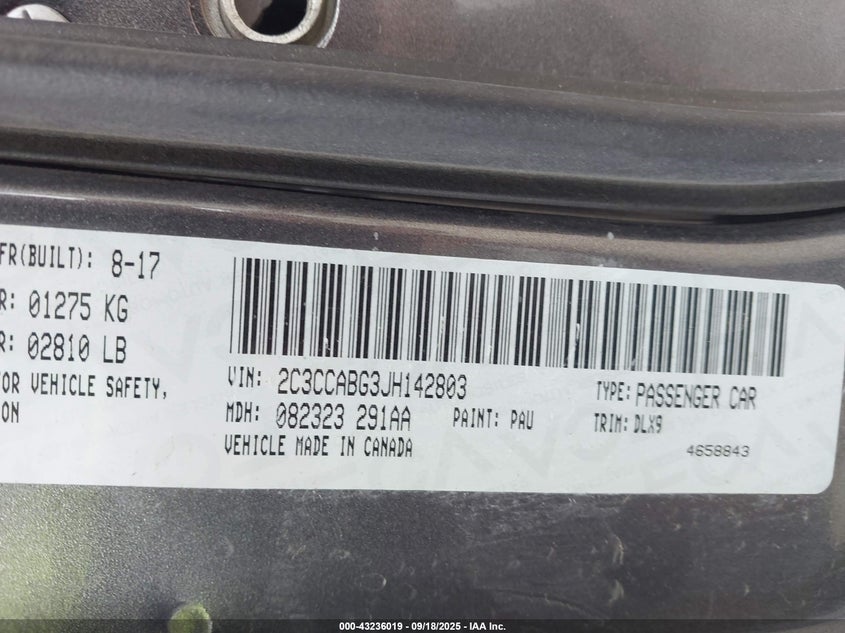 FR(BUILT): 8-17
R: 01275 KG
R: 02810 LB
OR VEHICLE SAFETY,
ION
VIN: 2C3CCABG3JH142803
TYPE: PASSENGER CAR
MDH: 082323 291AA
PAINT: PAU
TRIM: DLX9
VEHICLE MADE IN CANADA
4658843
000-43236019 - 09/18/2025 - IAA Inc.